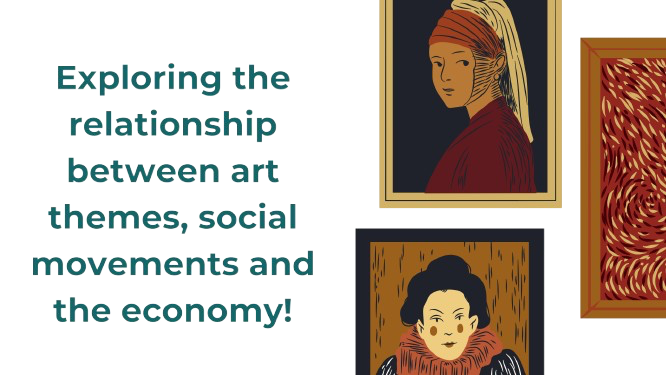 Exploring the
relationship
between art
themes, social
movements and
the economy!